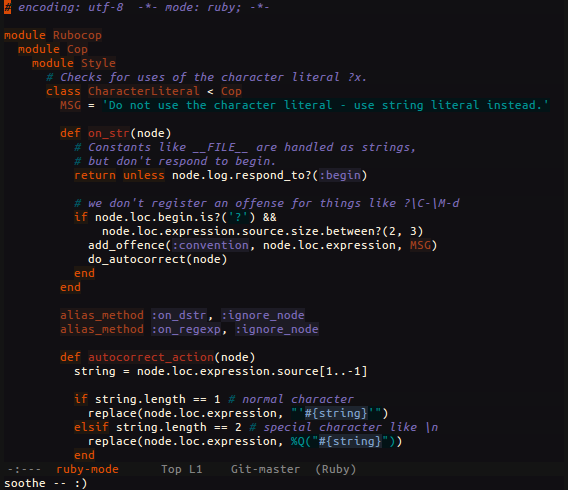 # encoding: utf-8  -*- mode: ruby; -*-

module Rubocop
  module Cop
    module Style
      # Checks for uses of the character literal ?x.
      class CharacterLiteral < Cop
        MSG = 'Do not use the character literal - use string literal instead.'

        def on_str(node)
          # Constants like __FILE__ are handled as strings,
          # but don't respond to begin.
          return unless node.log.respond_to?(:begin)

          # we don't register an offense for things like ?\C-\M-d
          if node.loc.begin.is?('?') &&
              node.loc.expression.source.size.between?(2, 3)
            add_offence(:convention, node.loc.expression, MSG)
            do_autocorrect(node)
          end
        end

        alias_method :on_dstr, :ignore_node
        alias_method :on_regexp, :ignore_node

        def autocorrect_action(node)
          string = node.loc.expression.source[1..-1]

          if string.length == 1 # normal character
            replace(node.loc.expression, "'#{string}'")
          elsif string.length == 2 # special character like \n
            replace(node.loc.expression, %Q("#{string}"))
          end
-:---  ruby-mode      Top L1    Git-master  (Ruby)
soothe -- :)